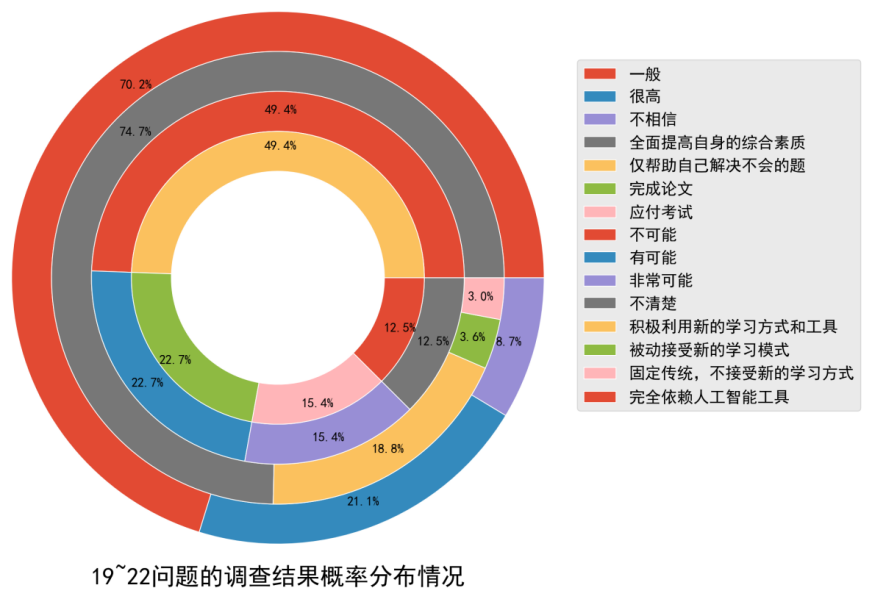 70.2%
74.7%
49.4%
49.4%
3.0%
12.5%
12.5%
3.6%
8.7%
22.7%
22.7%
15.4%
15.4%
18.8%
21.1%
一般
很高
不相信
全面提高自身的综合素质
仅帮助自己解决不会的题
完成论文
应付考试
不可能
有可能
非常可能
不清楚
积极利用新的学习方式和工具
被动接受新的学习模式
固定传统，不接受新的学习方式
完全依赖人工智能工具
19~22问题的调查结果概率分布情况